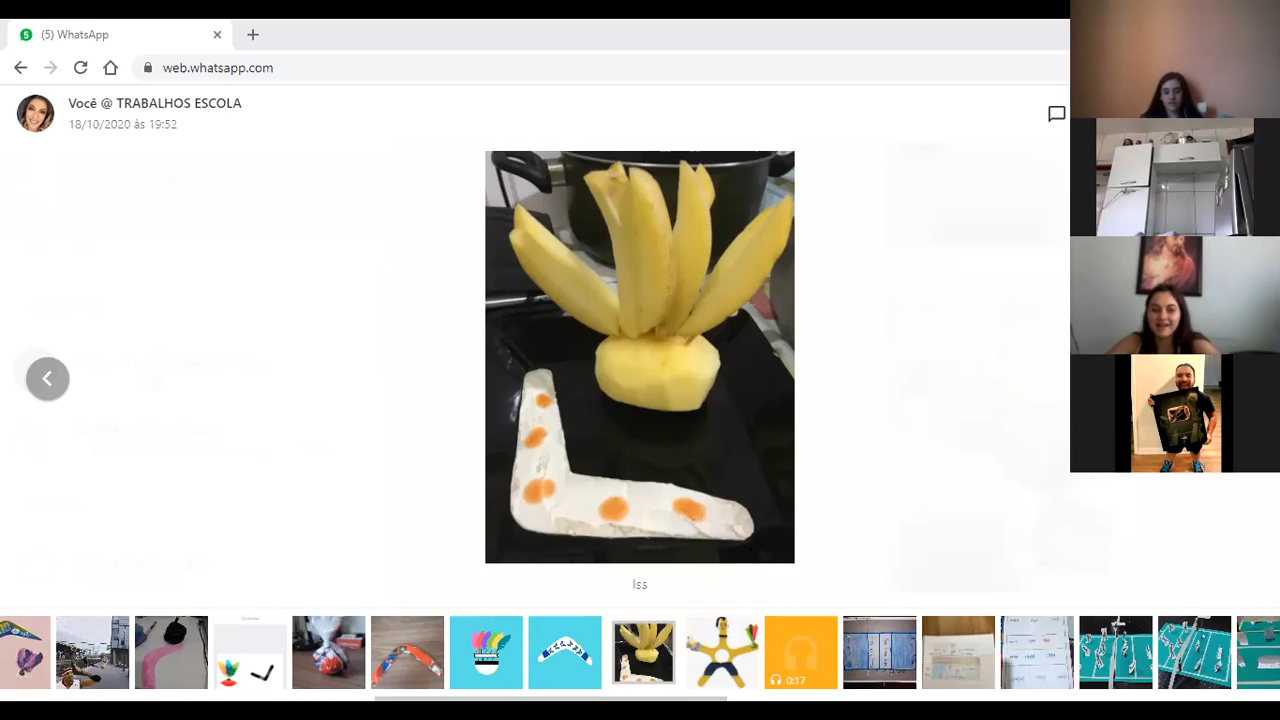 (5) WhatsApp
web.whatsapp.com
Você @ TRABALHOS ESCOLA
18/10/2020 às 19:52
Iss
0:17